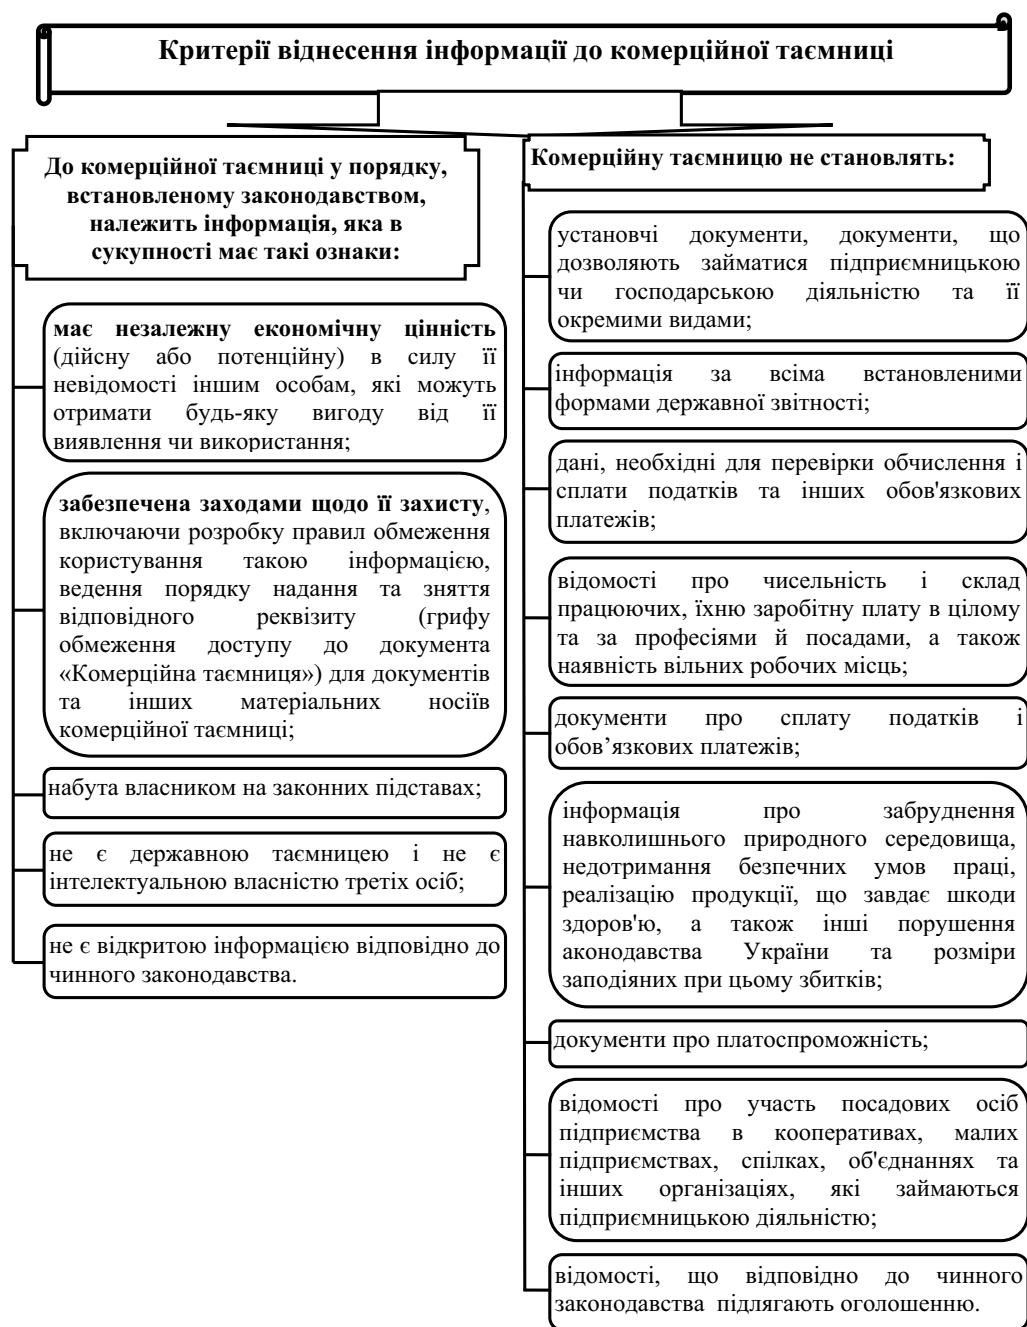 Критерії віднесення інформації до комерційної таємниці
До комерційної таємниці у порядку,
встановленому законодавством,
належить інформація, яка в
сукупності має такі ознаки:
має незалежну економічну цінність
(дійсну або потенційну) в силу її
невідомості іншим особам, які можуть
отримати будь-яку вигоду від її
виявлення чи використання;
забезпечена заходами щодо її захисту,
включаючи розробку правил обмеження
користування такою інформацією,
ведення порядку надання та зняття
відповідного реквізиту (грифу
обмеження доступу до документа
«Комерційна таємниця») для документів
та інших матеріальних носіїв
комерційної таємниці;
набута власником на законних підставах;
не є державною таємницею і не є
інтелектуальною власністю третіх осіб;
не є відкритою інформацією відповідно до
чинного законодавства.
Комерційну таємницю не становлять:
установчі документи, документи, що
дозволяють займатися підприємницькою
чи господарською діяльністю та її
окремими видами;
інформація за всіма встановленими
формами державної звітності;
дані, необхідні для перевірки обчислення і
сплати податків та інших обов'язкових
платежів;
відомості про чисельність і склад
працюючих, їхню заробітну плату в цілому
та за професіями й посадами, а також
наявність вільних робочих місць;
документи про сплату податків і
обов’язкових платежів;
інформація про забруднення
навколишнього природного середовища,
недотримання безпечних умов праці,
реалізацію продукції, що завдає шкоди
здоров'ю, а також інші порушення
аконодавства України та розміри
заподіяних при цьому збитків;
документи про платоспроможність;
відомості про участь посадових осіб
підприємства в кооперативах, малих
підприємствах, спілках, об'єднаннях та
інших організаціях, які займаються
підприємницькою діяльністю;
відомості, що відповідно до чинного
законодавства підлягають оголошенню.